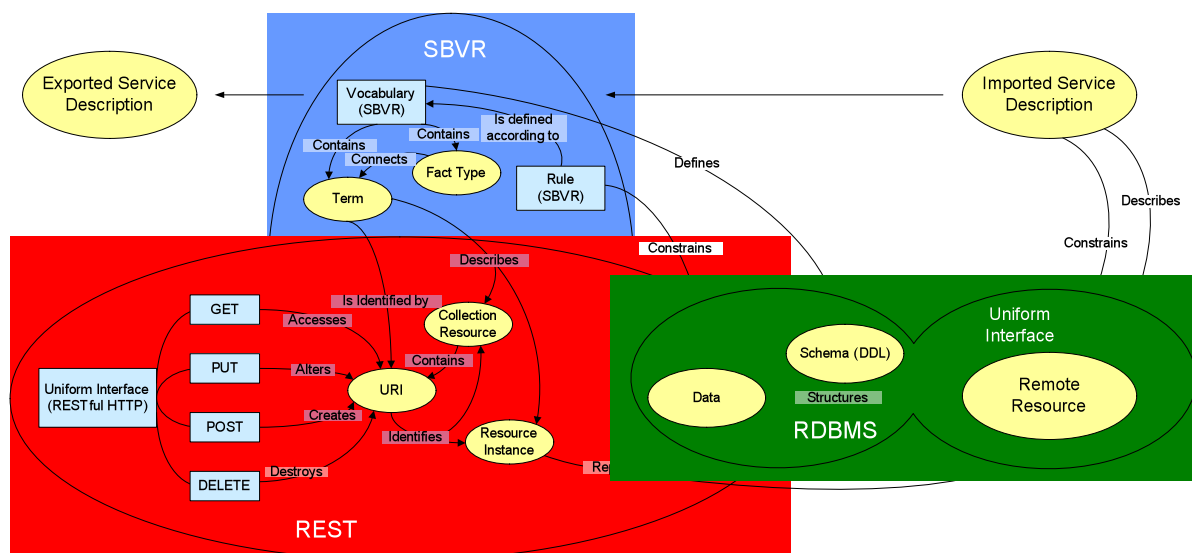 SBVR
Exported Service
Description
Imported Service
Description
Vocabulary
(SBVR)
Is defined
according to
Contains
Contains
Connects
Fact Type
Defines
Rule
(SBVR)
Term
Describes
Constrains
Constrains
Describes
Is Identified by
GET
Accesses
Collection
Resource
Uniform
Interface
Schema (DDL)
PUT
Alters
Contains
URI
Uniform Interface
(RESTful HTTP)
Data
Structures
Remote
Resource
POST
Creates
Identifies
Resource
Instance
RDBMS
DELETE
Destroys
REST